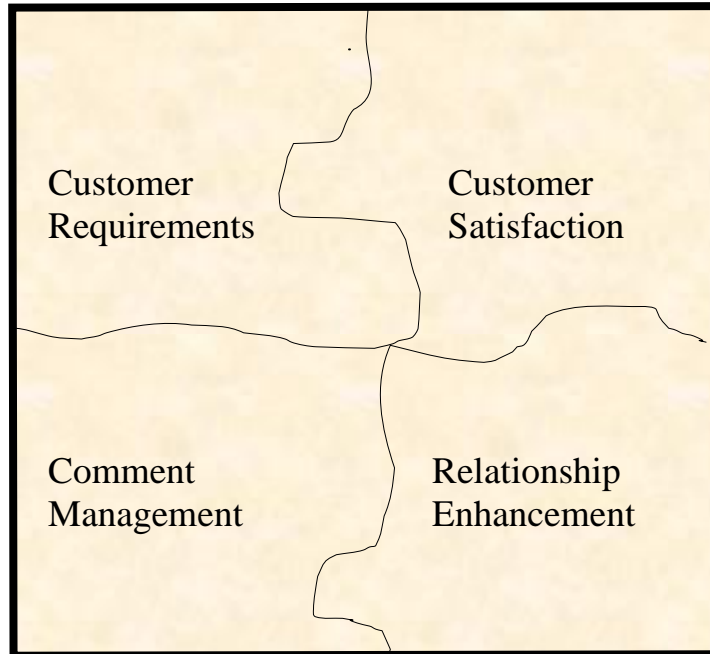 Customer
Requirements
Customer
Satisfaction
Comment
Management
Relationship
Enhancement